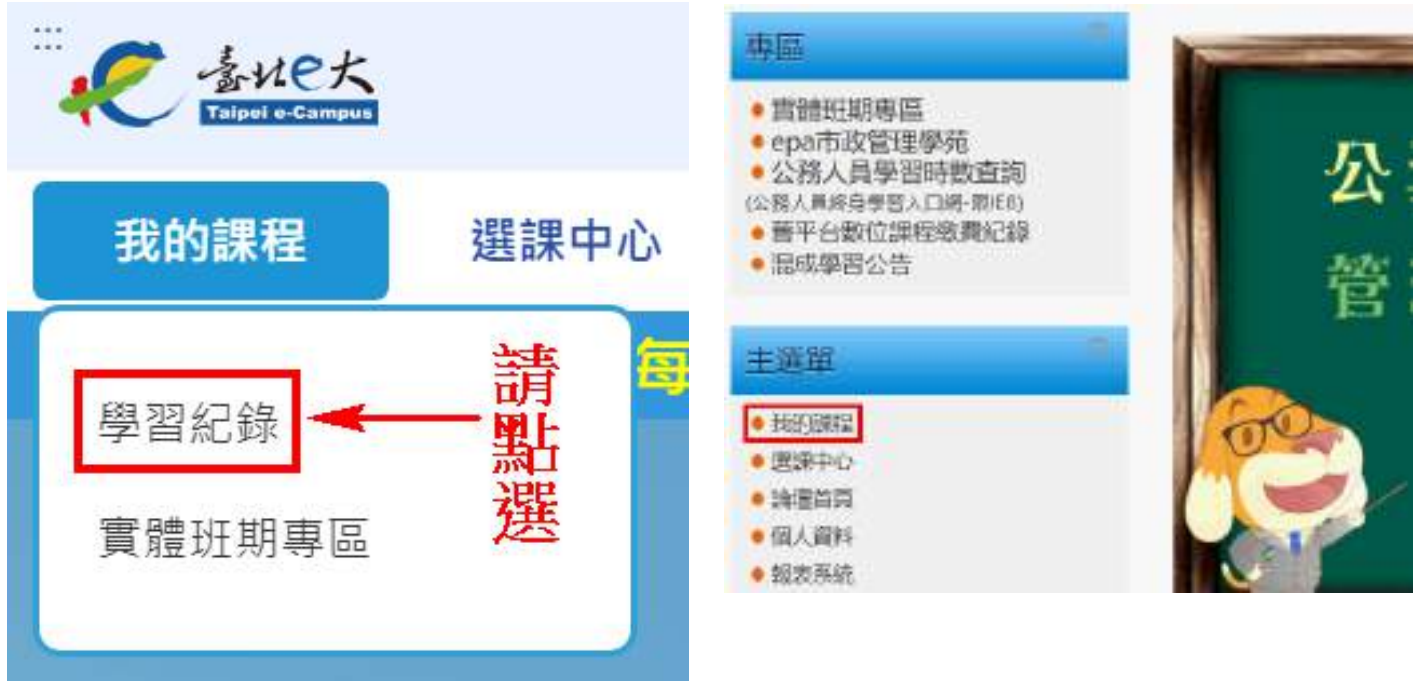 臺北e大
Taipei e-Campus
我的課程
選課中心
每
學習紀錄
請點選
實體班期專區
專區
實體班期專區
epa市政管理學苑
公務人員學習時數查詢
(公務人員終身學習入口網-限IE8)
舊平台數位課程繳費紀錄
混成學習公告
主選單
我的課程
選課中心
論壇首頁
個人資料
報表系統
公
管